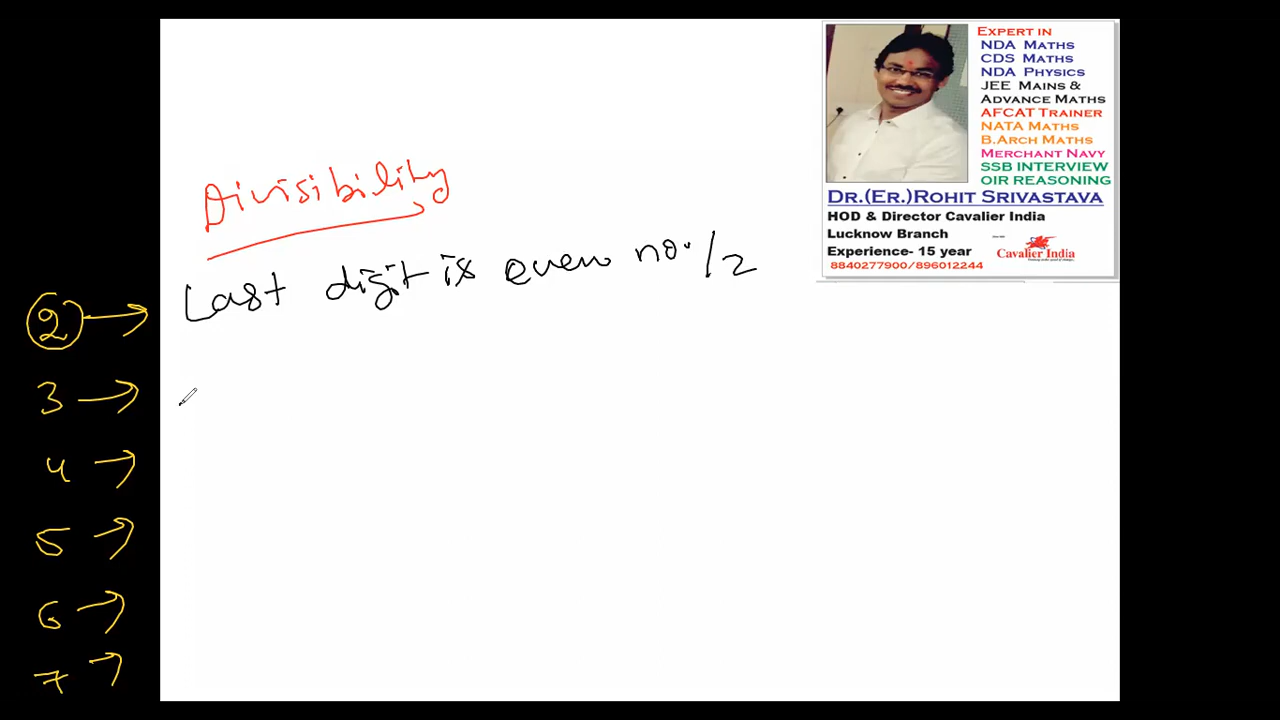 EXPERT IN
NDA MATHS
CDS MATHS
NDA PHYSICS
JEE MAINS &
ADVANCE MATHS
AFCAT TRAINER
NATA MATHS
B.ARCH MATHS
MERCHANT NAVY
SSB INTERVIEW
OIR REASONING
DR.(ER.)ROHIT SRIVASTAVA
HOD & Director Cavalier India
Lucknow Branch
Experience- 15 year
Cavalier India
8840277900/896012244
Divisibility
2 → Last digit is even no. /2
3 →
4 →
5 →
6 →
7 →